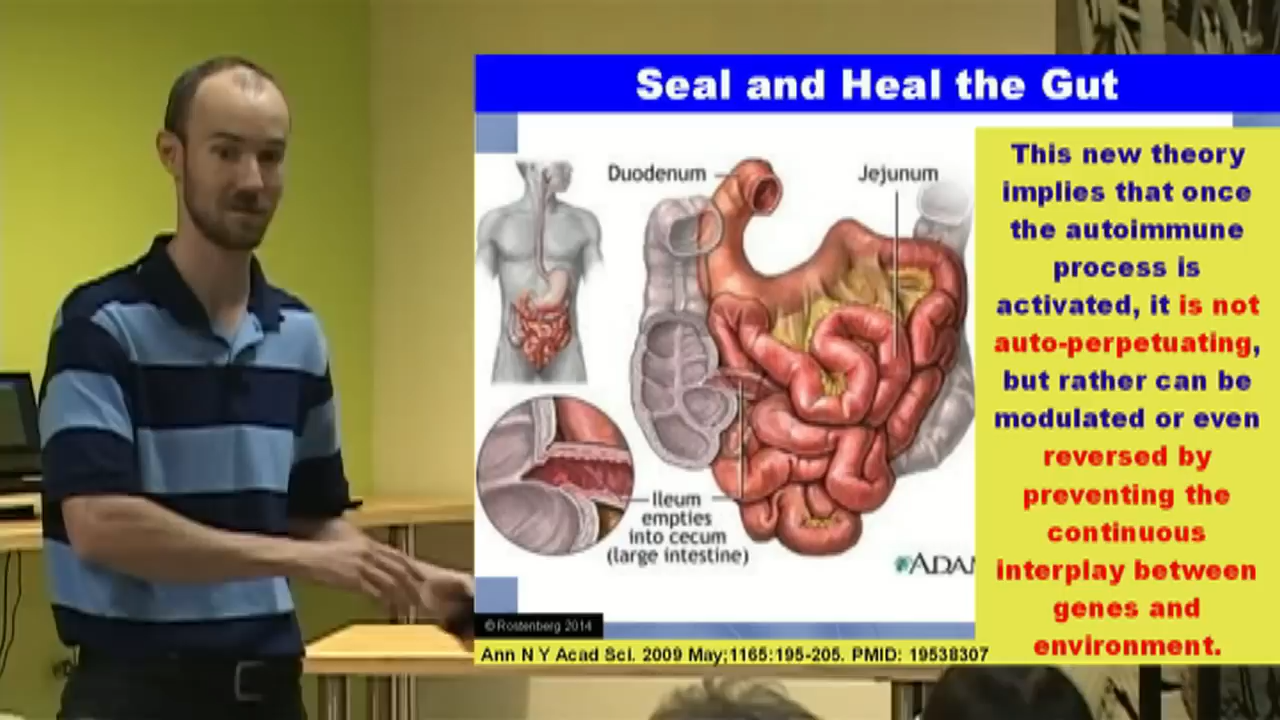 Seal and Heal the Gut
Duodenum
Jejunum
Ileum
empties
into cecum
(large intestine)
This new theory
implies that once
the autoimmune
process is
activated, it is not
auto-perpetuating,
but rather can be
modulated or even
reversed by
preventing the
continuous
interplay between
genes and
environment.
© Rostenberg 2014
Ann N Y Acad Sci. 2009 May;1165:195-205. PMID: 19538307